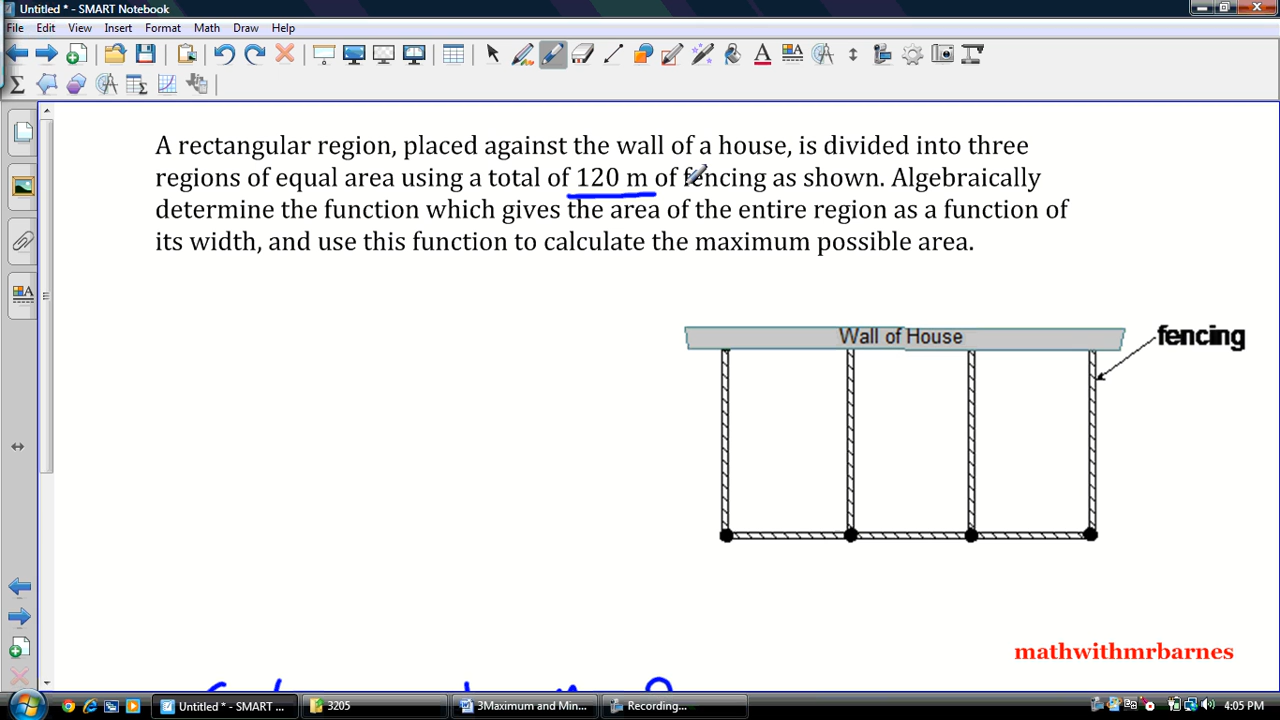 Untitled * - SMART Notebook
File Edit View Insert Format Math Draw Help
A rectangular region, placed against the wall of a house, is divided into three
regions of equal area using a total of 120 m of fencing as shown. Algebraically
determine the function which gives the area of the entire region as a function of
its width, and use this function to calculate the maximum possible area.
Wall of House
fencing
mathwithmrbarnes
Untitled * - SMART ...
3205
3Maximum and Min...
Recording...
4:05 PM